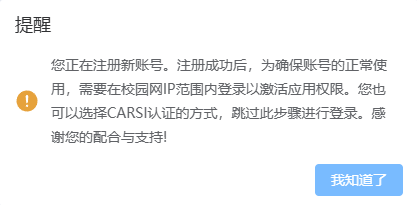 提醒
您正在注册新账号。注册成功后，为确保账号的正常使
用，需要在校园网IP范围内登录以激活应用权限。您也
可以选择CARSI认证的方式，跳过此步骤进行登录。感
谢您的配合与支持!
我知道了